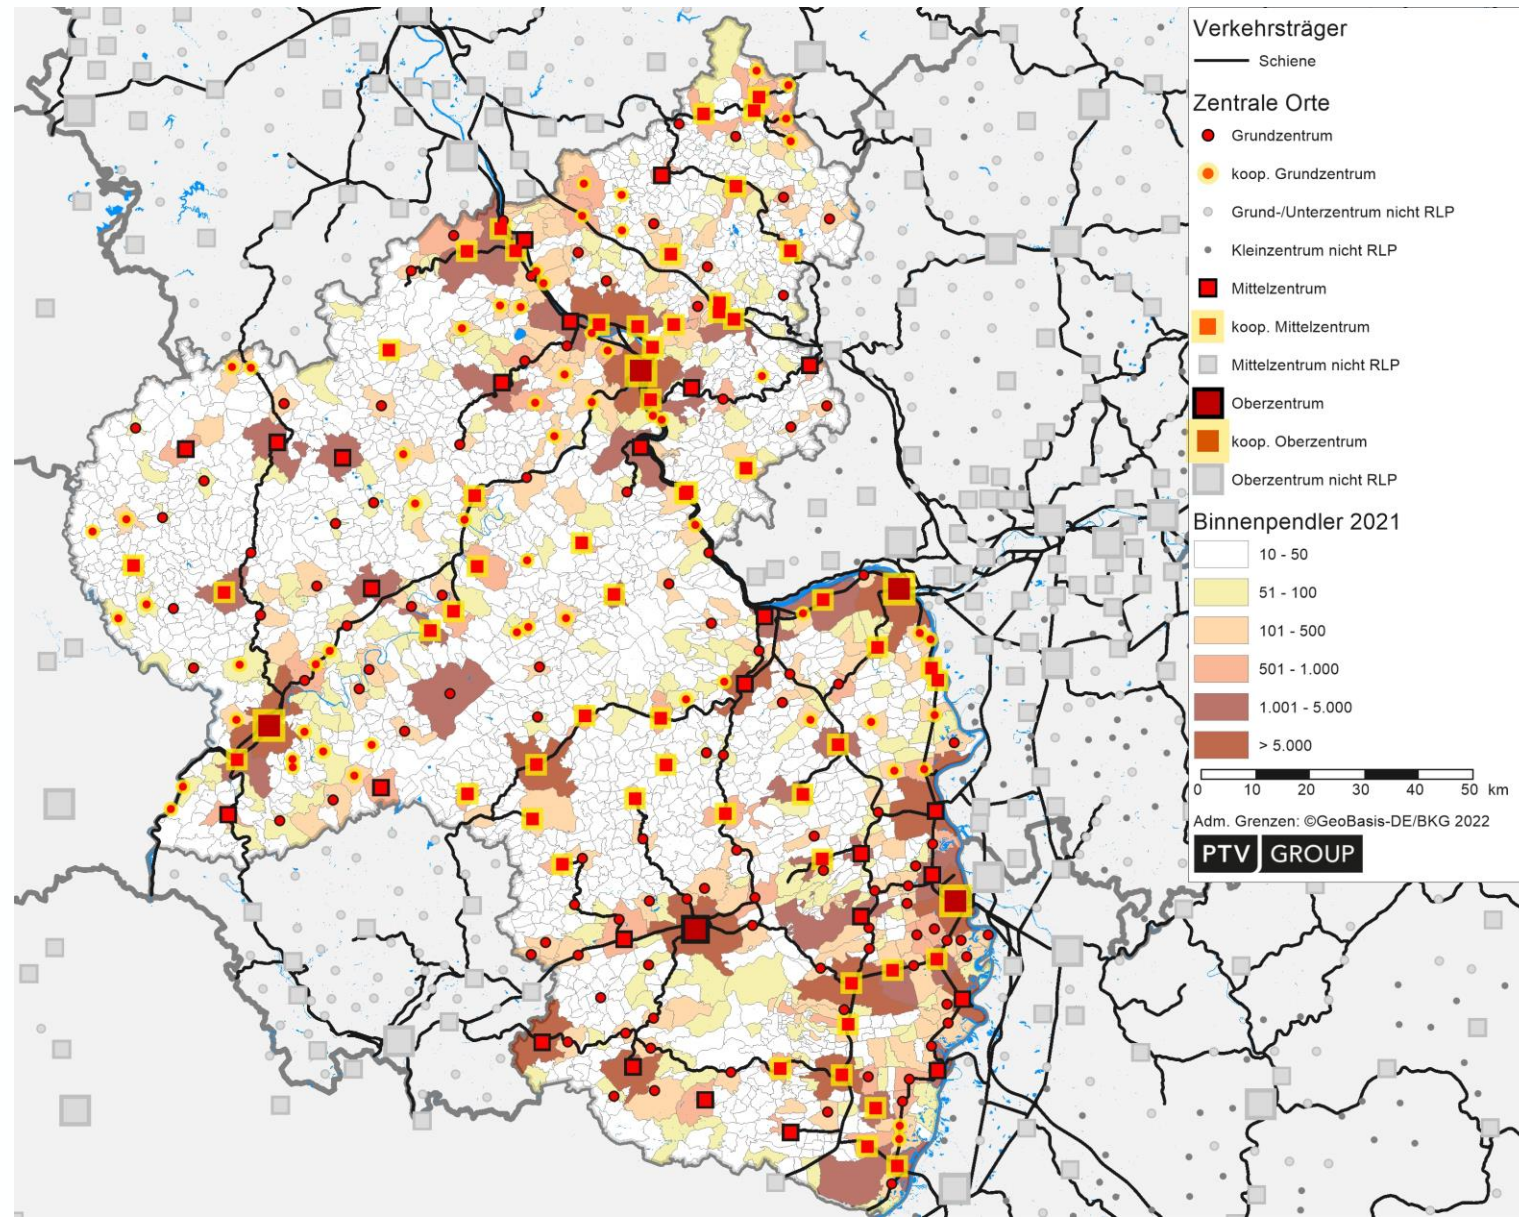 Verkehrsträger
Schiene
Zentrale Orte
Grundzentrum
koop. Grundzentrum
Grund-/Unterzentrum nicht RLP
Kleinzentrum nicht RLP
Mittelzentrum
koop. Mittelzentrum
Mittelzentrum nicht RLP
Oberzentrum
koop. Oberzentrum
Oberzentrum nicht RLP
Binnenpendler 2021
10 - 50
51 - 100
101 - 500
501 - 1.000
1.001 - 5.000
> 5.000
0 10 20 30 40 50 km
Adm. Grenzen: ©GeoBasis-DE/BKG 2022
PTV GROUP